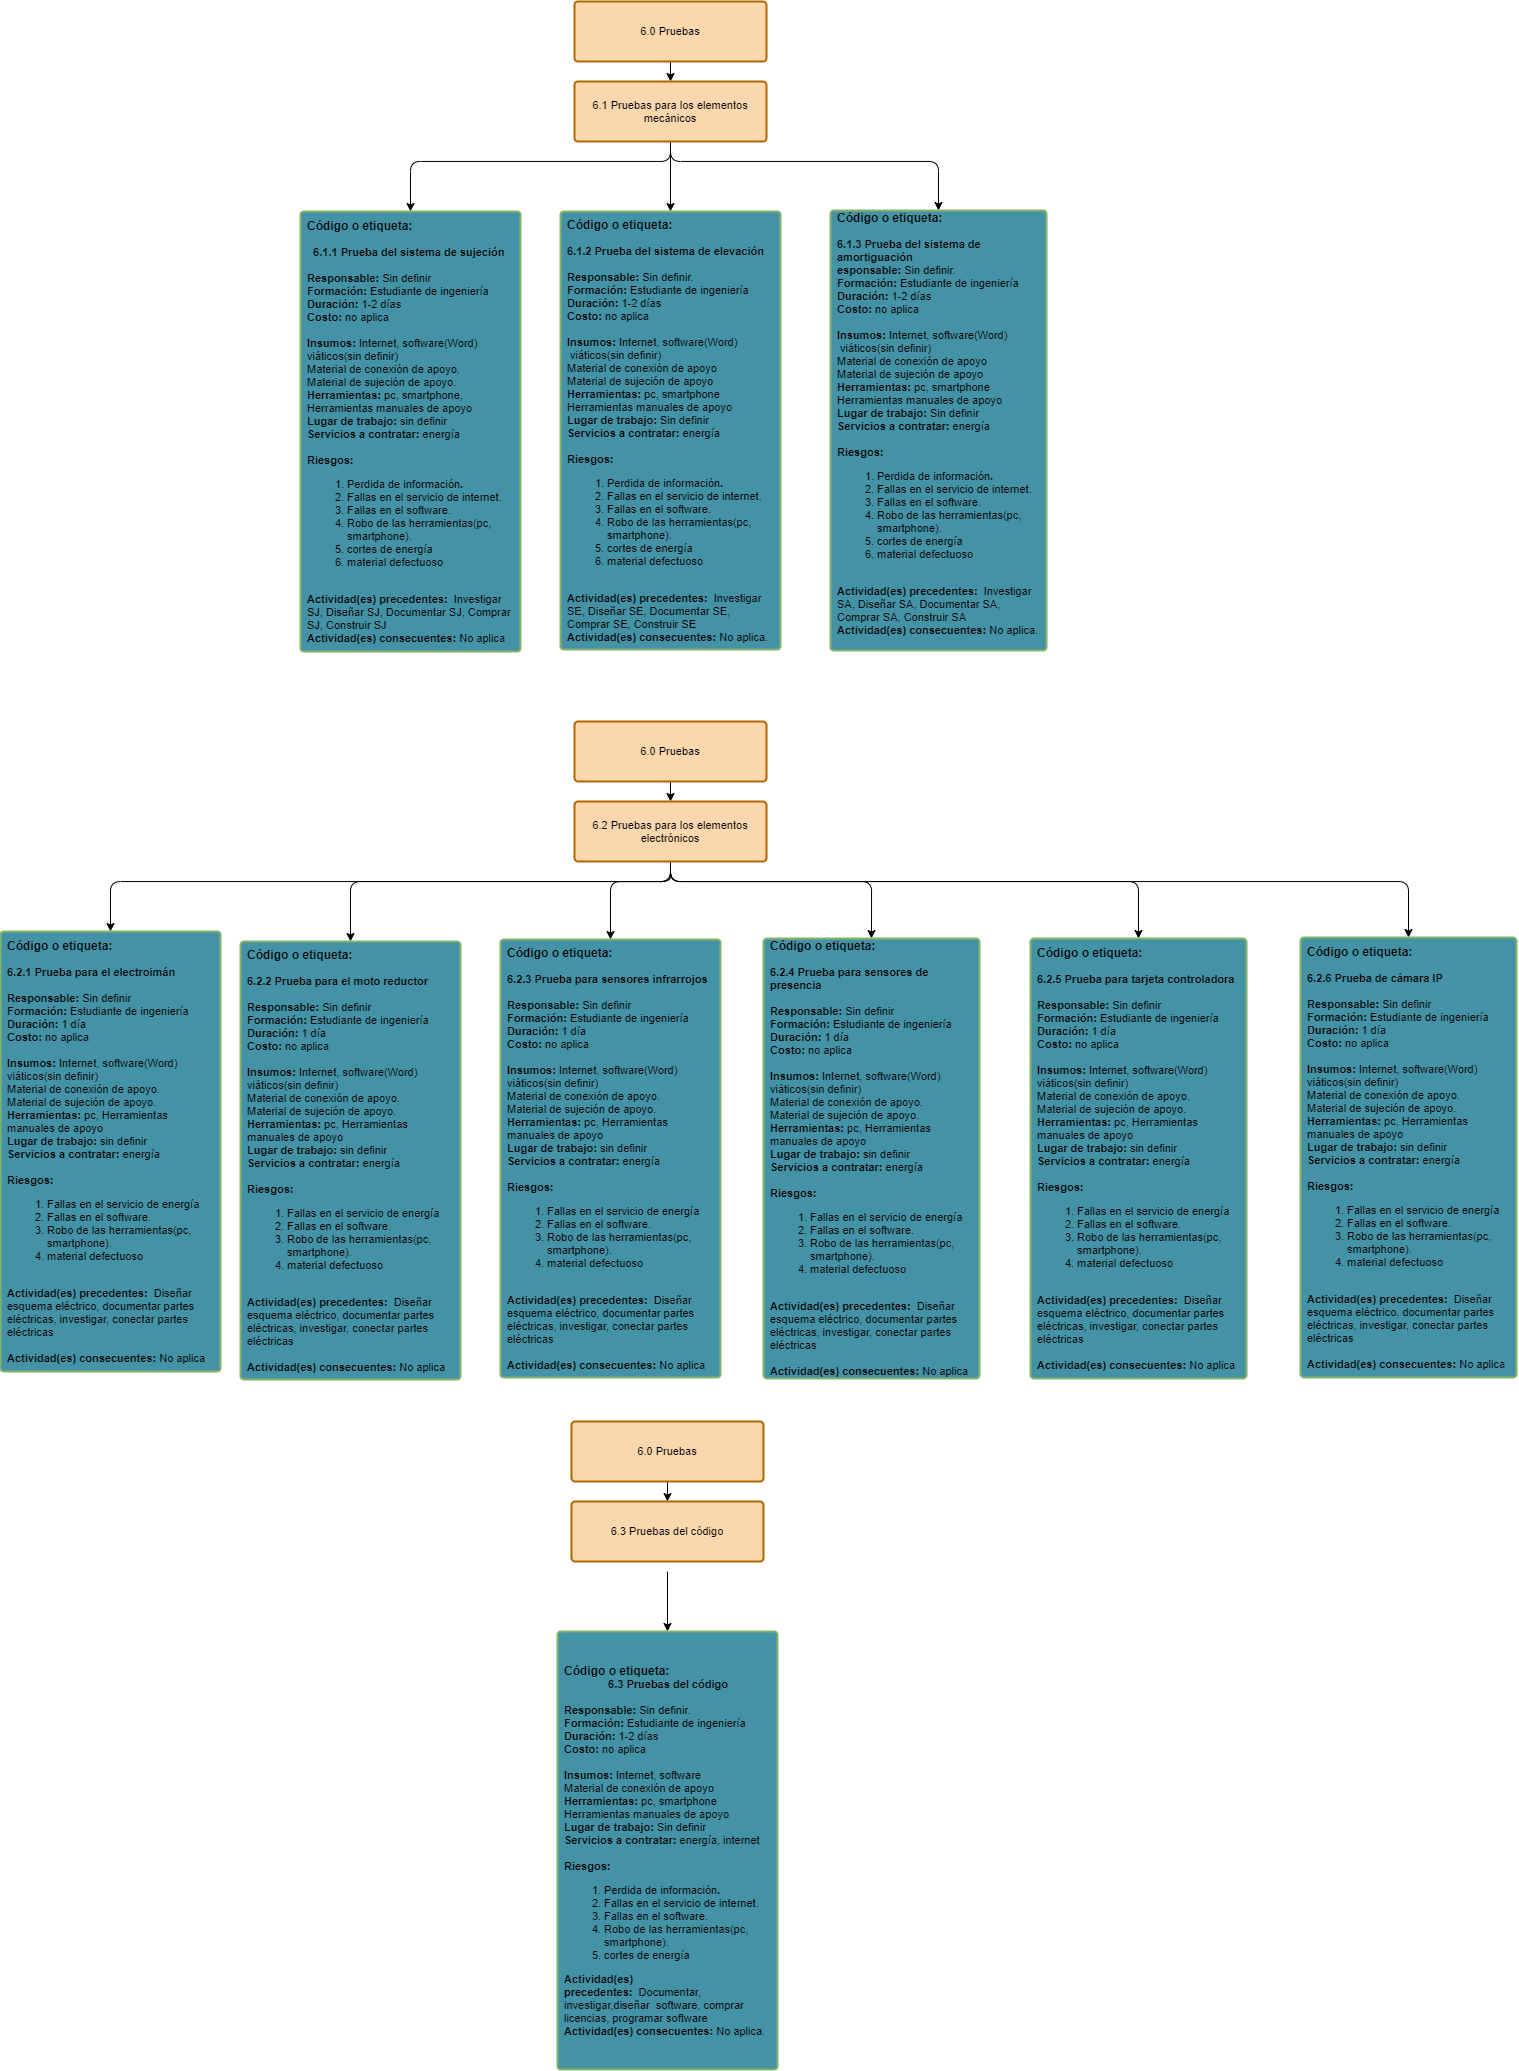 6.0 Pruebas
6.1 Pruebas para los elementos
mecánicos
Código o etiqueta:
6.1.1 Prueba del sistema de sujeción
Responsable: Sin definir
Formación: Estudiante de ingeniería
Duración: 1-2 días
Costo: no aplica
Insumos: Internet, software(Word)
viáticos(sin definir)
Material de conexión de apoyo.
Material de sujeción de apoyo.
Herramientas: pc, smartphone,
Herramientas manuales de apoyo
Lugar de trabajo: sin definir
Servicios a contratar: energía
Riesgos:
1. Perdida de información.
2. Fallas en el servicio de internet.
3. Fallas en el software.
4. Robo de las herramientas(pc,
smartphone).
5. cortes de energía
6. material defectuoso
Actividad(es) precedentes:  Investigar
SJ, Diseñar SJ, Documentar SJ, Comprar
SJ, Construir SJ
Actividad(es) consecuentes: No aplica
Código o etiqueta:
6.1.2 Prueba del sistema de elevación
Responsable: Sin definir.
Formación: Estudiante de ingeniería
Duración: 1-2 días
Costo: no aplica
Insumos: Internet, software(Word)
viáticos(sin definir)
Material de conexión de apoyo
Material de sujeción de apoyo
Herramientas: pc, smartphone
Herramientas manuales de apoyo
Lugar de trabajo: Sin definir
Servicios a contratar: energía
Riesgos:
1. Perdida de información.
2. Fallas en el servicio de internet.
3. Fallas en el software.
4. Robo de las herramientas(pc,
smartphone).
5. cortes de energía
6. material defectuoso
Actividad(es) precedentes:  Investigar
SE, Diseñar SE, Documentar SE,
Comprar SE, Construir SE
Actividad(es) consecuentes: No aplica.
Código o etiqueta:
6.1.3 Prueba del sistema de
amortiguación
esponsable: Sin definir.
Formación: Estudiante de ingeniería
Duración: 1-2 días
Costo: no aplica
Insumos: Internet, software(Word)
viáticos(sin definir)
Material de conexión de apoyo
Material de sujeción de apoyo
Herramientas: pc, smartphone
Herramientas manuales de apoyo
Lugar de trabajo: Sin definir
Servicios a contratar: energía
Riesgos:
1. Perdida de información.
2. Fallas en el servicio de internet.
3. Fallas en el software.
4. Robo de las herramientas(pc,
smartphone).
5. cortes de energía
6. material defectuoso
Actividad(es) precedentes:  Investigar
SA, Diseñar SA, Documentar SA,
Comprar SA, Construir SA
Actividad(es) consecuentes: No aplica.
6.0 Pruebas
6.2 Pruebas para los elementos
electrónicos
Código o etiqueta:
6.2.1 Prueba para el electroimán
Responsable: Sin definir
Formación: Estudiante de ingeniería
Duración: 1 día
Costo: no aplica
Insumos: Internet, software(Word)
viáticos(sin definir)
Material de conexión de apoyo.
Material de sujeción de apoyo.
Herramientas: pc, Herramientas
manuales de apoyo
Lugar de trabajo: sin definir
Servicios a contratar: energía
Riesgos:
1. Fallas en el servicio de energía
2. Fallas en el software.
3. Robo de las herramientas(pc,
smartphone).
4. material defectuoso
Actividad(es) precedentes:  Diseñar
esquema eléctrico, documentar partes
eléctricas, investigar, conectar partes
eléctricas
Actividad(es) consecuentes: No aplica
Código o etiqueta:
6.2.2 Prueba para el moto reductor
Responsable: Sin definir
Formación: Estudiante de ingeniería
Duración: 1 día
Costo: no aplica
Insumos: Internet, software(Word)
viáticos(sin definir)
Material de conexión de apoyo.
Material de sujeción de apoyo.
Herramientas: pc, Herramientas
manuales de apoyo
Lugar de trabajo: sin definir
Servicios a contratar: energía
Riesgos:
1. Fallas en el servicio de energía
2. Fallas en el software.
3. Robo de las herramientas(pc,
smartphone).
4. material defectuoso
Actividad(es) precedentes:  Diseñar
esquema eléctrico, documentar partes
eléctricas, investigar, conectar partes
eléctricas
Actividad(es) consecuentes: No aplica
Código o etiqueta:
6.2.3 Prueba para sensores infrarrojos
Responsable: Sin definir
Formación: Estudiante de ingeniería
Duración: 1 día
Costo: no aplica
Insumos: Internet, software(Word)
viáticos(sin definir)
Material de conexión de apoyo.
Material de sujeción de apoyo.
Herramientas: pc, Herramientas
manuales de apoyo
Lugar de trabajo: sin definir
Servicios a contratar: energía
Riesgos:
1. Fallas en el servicio de energía
2. Fallas en el software.
3. Robo de las herramientas(pc,
smartphone).
4. material defectuoso
Actividad(es) precedentes:  Diseñar
esquema eléctrico, documentar partes
eléctricas, investigar, conectar partes
eléctricas
Actividad(es) consecuentes: No aplica
Código o etiqueta:
6.2.4 Prueba para sensores de
presencia
Responsable: Sin definir
Formación: Estudiante de ingeniería
Duración: 1 día
Costo: no aplica
Insumos: Internet, software(Word)
viáticos(sin definir)
Material de conexión de apoyo.
Material de sujeción de apoyo.
Herramientas: pc, Herramientas
manuales de apoyo
Lugar de trabajo: sin definir
Servicios a contratar: energía
Riesgos:
1. Fallas en el servicio de energía
2. Fallas en el software.
3. Robo de las herramientas(pc,
smartphone).
4. material defectuoso
Actividad(es) precedentes:  Diseñar
esquema eléctrico, documentar partes
eléctricas, investigar, conectar partes
eléctricas
Actividad(es) consecuentes: No aplica
Código o etiqueta:
6.2.5 Prueba para tarjeta controladora
Responsable: Sin definir
Formación: Estudiante de ingeniería
Duración: 1 día
Costo: no aplica
Insumos: Internet, software(Word)
viáticos(sin definir)
Material de conexión de apoyo.
Material de sujeción de apoyo.
Herramientas: pc, Herramientas
manuales de apoyo
Lugar de trabajo: sin definir
Servicios a contratar: energía
Riesgos:
1. Fallas en el servicio de energía
2. Fallas en el software.
3. Robo de las herramientas(pc,
smartphone).
4. material defectuoso
Actividad(es) precedentes:  Diseñar
esquema eléctrico, documentar partes
eléctricas, investigar, conectar partes
eléctricas
Actividad(es) consecuentes: No aplica
Código o etiqueta:
6.2.6 Prueba de cámara IP
Responsable: Sin definir
Formación: Estudiante de ingeniería
Duración: 1 día
Costo: no aplica
Insumos: Internet, software(Word)
viáticos(sin definir)
Material de conexión de apoyo.
Material de sujeción de apoyo.
Herramientas: pc, Herramientas
manuales de apoyo
Lugar de trabajo: sin definir
Servicios a contratar: energía
Riesgos:
1. Fallas en el servicio de energía
2. Fallas en el software.
3. Robo de las herramientas(pc,
smartphone).
4. material defectuoso
Actividad(es) precedentes:  Diseñar
esquema eléctrico, documentar partes
eléctricas, investigar, conectar partes
eléctricas
Actividad(es) consecuentes: No aplica
6.0 Pruebas
6.3 Pruebas del código
Código o etiqueta:
6.3 Pruebas del código
Responsable: Sin definir.
Formación: Estudiante de ingeniería
Duración: 1-2 días
Costo: no aplica
Insumos: Internet, software
Material de conexión de apoyo
Herramientas: pc, smartphone
Herramientas manuales de apoyo
Lugar de trabajo: Sin definir
Servicios a contratar: energía, internet
Riesgos:
1. Perdida de información.
2. Fallas en el servicio de internet.
3. Fallas en el software.
4. Robo de las herramientas(pc,
smartphone).
5. cortes de energía
Actividad(es)
precedentes:  Documentar,
investigar,diseñar  software, comprar
licencias, programar software
Actividad(es) consecuentes: No aplica.